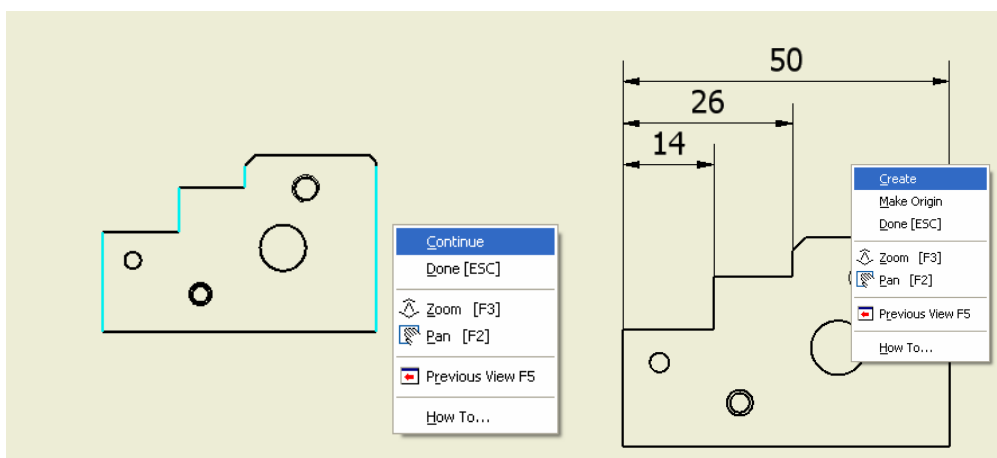 Continue
Done [ESC]
Zoom [F3]
Pan [F2]
Previous View F5
How To...
50
26
14
Create
Make Origin
Done [ESC]
Zoom [F3]
Pan [F2]
Previous View F5
How To...